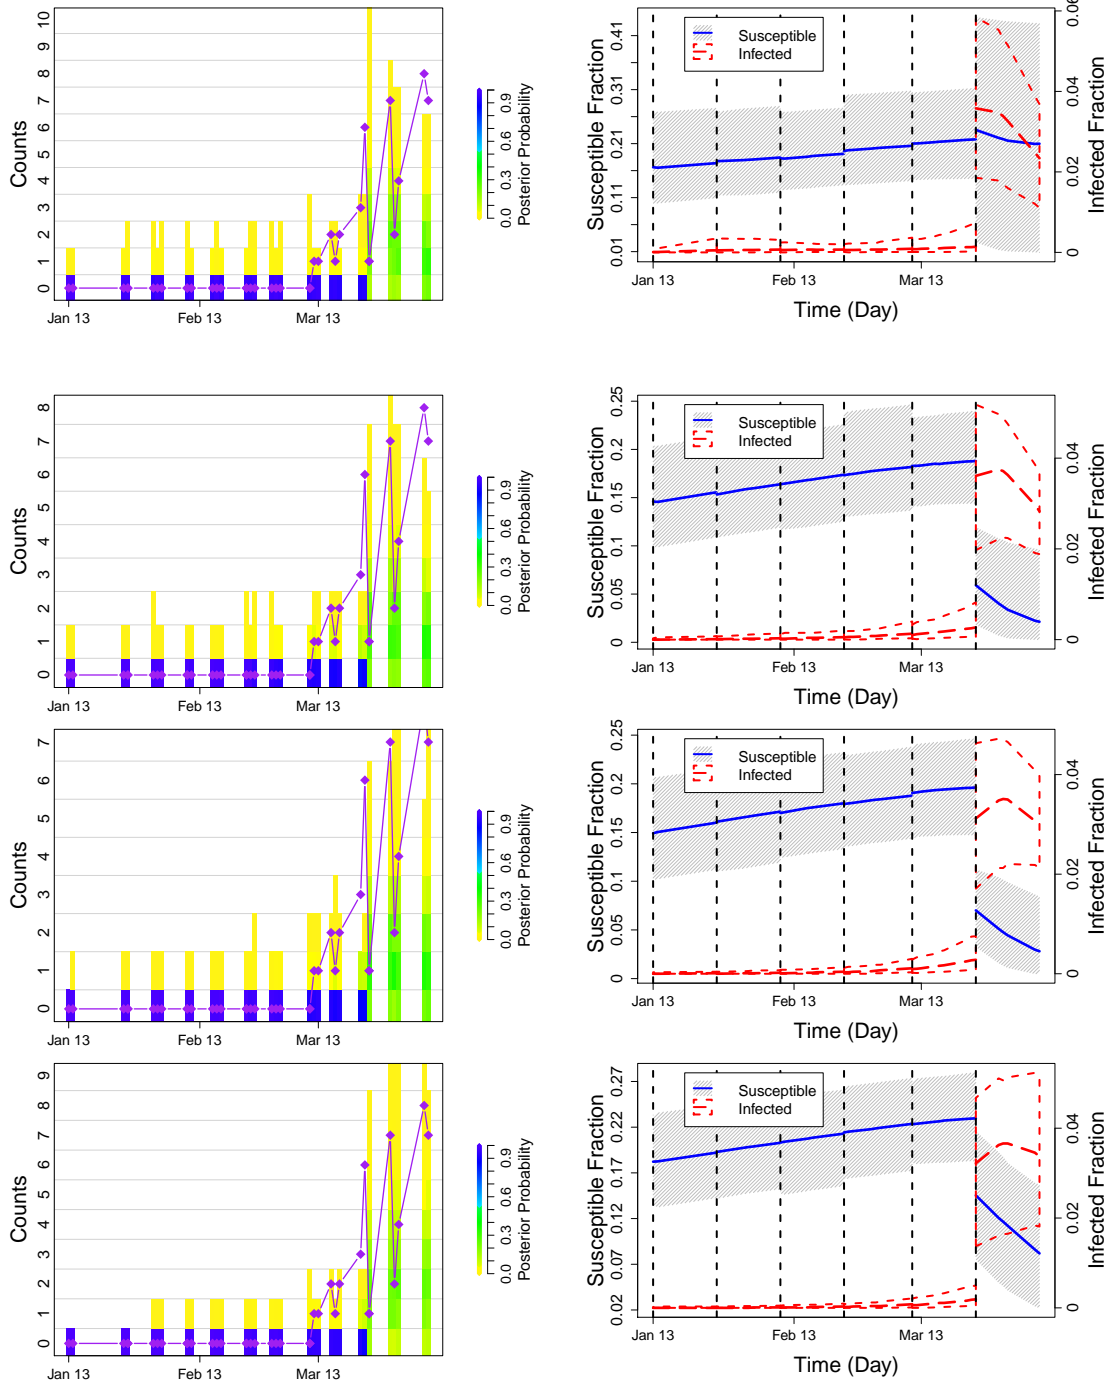 Counts
0 1 2 3 4 5 6 7 8 9 10
Jan 13 Feb 13 Mar 13
0.0 0.3 0.6 0.9
Posterior Probability
Susceptible Fraction
0.01 0.11 0.21 0.31 0.41
Susceptible
Infected
Jan 13 Feb 13 Mar 13
Time (Day)
0 0.02 0.04 0.06
Infected Fraction
Counts
0 1 2 3 4 5 6 7 8
Jan 13 Feb 13 Mar 13
0.0 0.3 0.6 0.9
Posterior Probability
Susceptible Fraction
0 0.05 0.1 0.15 0.2 0.25
Susceptible
Infected
Jan 13 Mar 13
Time (Day)
0 0.02 0.04
Infected Fraction
Counts
0 1 2 3 4 5 6 7
Jan 13 Feb 13 Mar 13
0.0 0.3 0.6 0.9
Posterior Probability
Susceptible Fraction
0 0.05 0.1 0.15 0.2 0.25
Susceptible
Infected
Jan 13 Mar 13
Time (Day)
0 0.02 0.04
Infected Fraction
Counts
0 1 2 3 4 5 6 7 8 9
Jan 13 Feb 13 Mar 13
0.0 0.3 0.6 0.9
Posterior Probability
Susceptible Fraction
0.02 0.07 0.12 0.17 0.22 0.27
Susceptible
Infected
Jan 13 Mar 13
Time (Day)
0 0.02 0.04
Infected Fraction